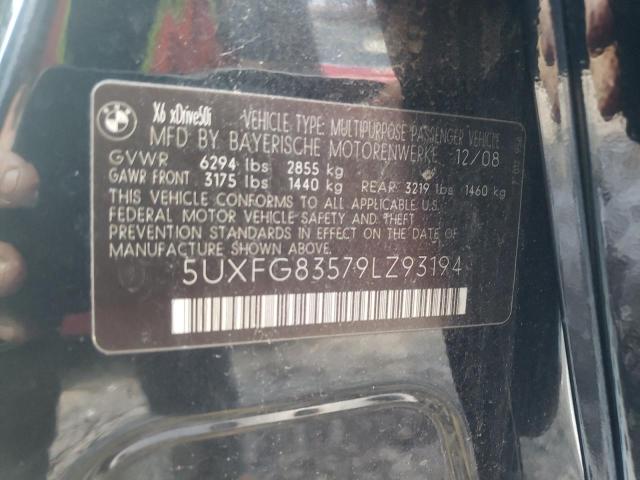 BMW
X6 xDrive50i
VEHICLE TYPE: MULTIPURPOSE PASSENGER VEHICLE
MFD BY BAYERISCHE MOTORENWERKE 12/08
GVWR 6294 lbs 2855 kg
GAWR FRONT 3175 lbs 1440 kg REAR 3219 lbs 1460 kg
THIS VEHICLE CONFORMS TO ALL APPLICABLE U.S.
FEDERAL MOTOR VEHICLE SAFETY AND THEFT
PREVENTION STANDARDS IN EFFECT ON THE DATE OF
MANUFACTURE SHOWN ABOVE.
5UXFG83579LZ93194